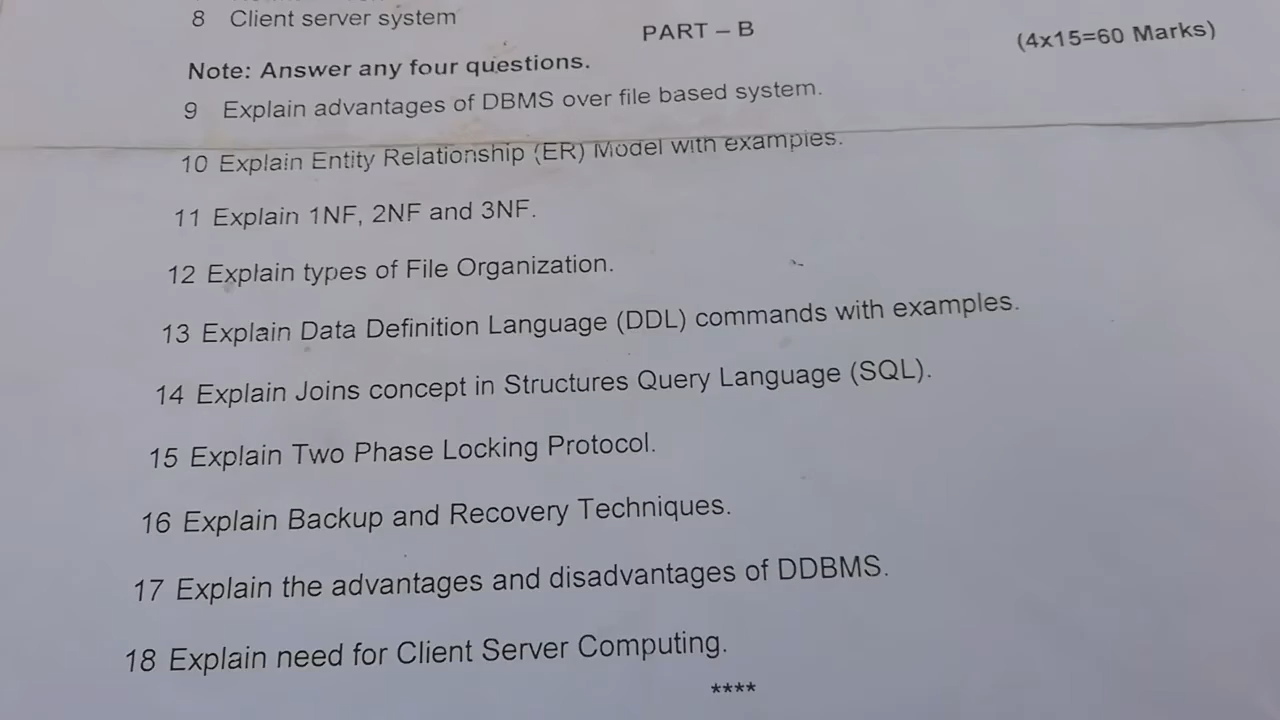 8 Client server system
PART – B
(4x15=60 Marks)
Note: Answer any four questions.
9 Explain advantages of DBMS over file based system.
10 Explain Entity Relationship (ER) Model with examples.
11 Explain 1NF, 2NF and 3NF.
12 Explain types of File Organization.
13 Explain Data Definition Language (DDL) commands with examples.
14 Explain Joins concept in Structures Query Language (SQL).
15 Explain Two Phase Locking Protocol.
16 Explain Backup and Recovery Techniques.
17 Explain the advantages and disadvantages of DDBMS.
18 Explain need for Client Server Computing.
****